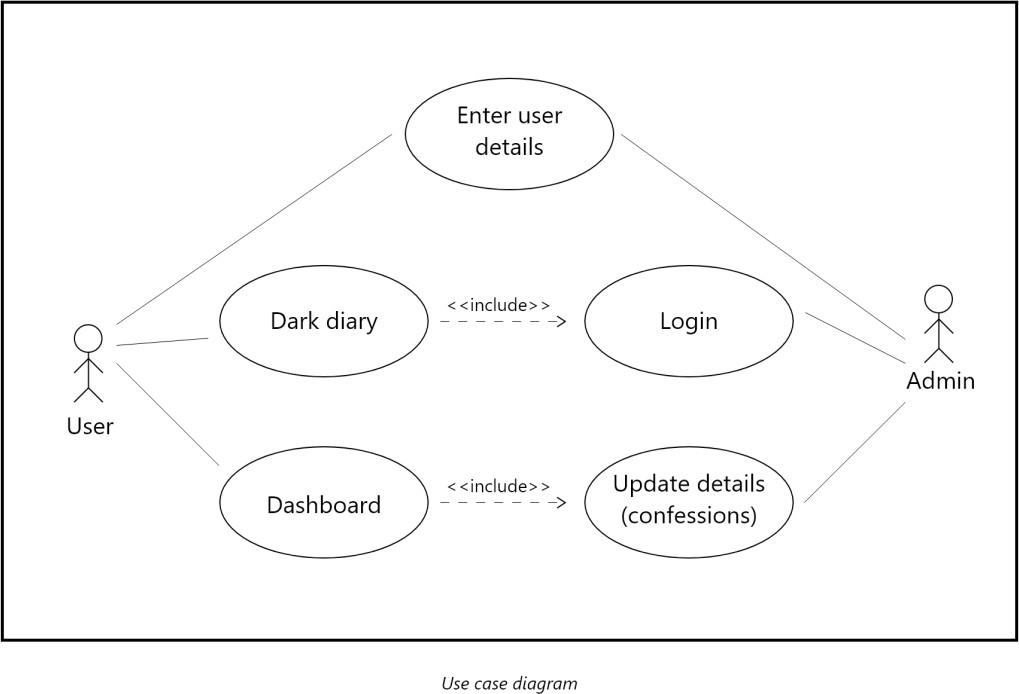 Enter user
details
<<include>>
Dark diary
Login
Admin
User
<<include>>
Dashboard
Update details
(confessions)
Use case diagram